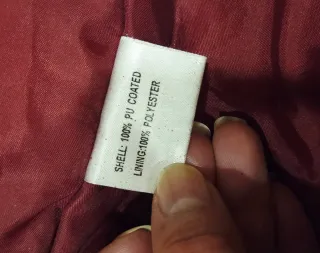 SHELL: 100% PU COATED
LINING:100% POLYESTER